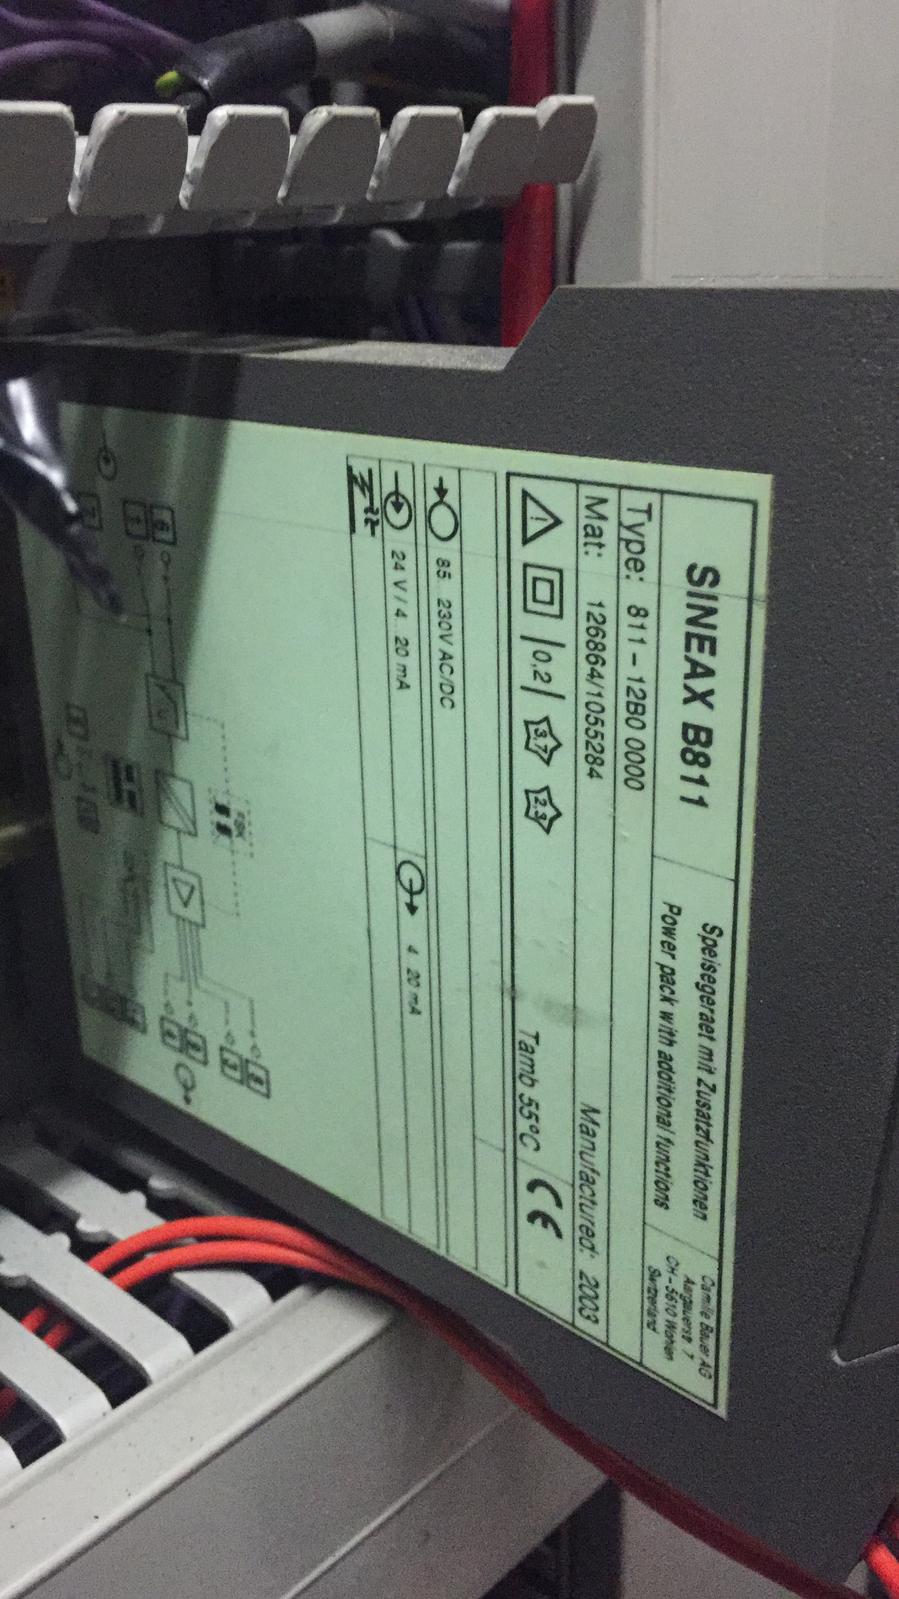 SINEAX B811
Speisegeraet mit Zusatzfunktionen
Power pack with additional functions
Camille Bauer AG
Aargauerstr. 7
CH-5610 Wohlen
Switzerland
Type: 811-12B0 0000
Mat: 126864/1055284
Manufactured: 2003
0,2 3,7 2,3
Tamb 55°C CE
85. 230V AC/DC
24 V / 4. 20 mA
4. 20 mA